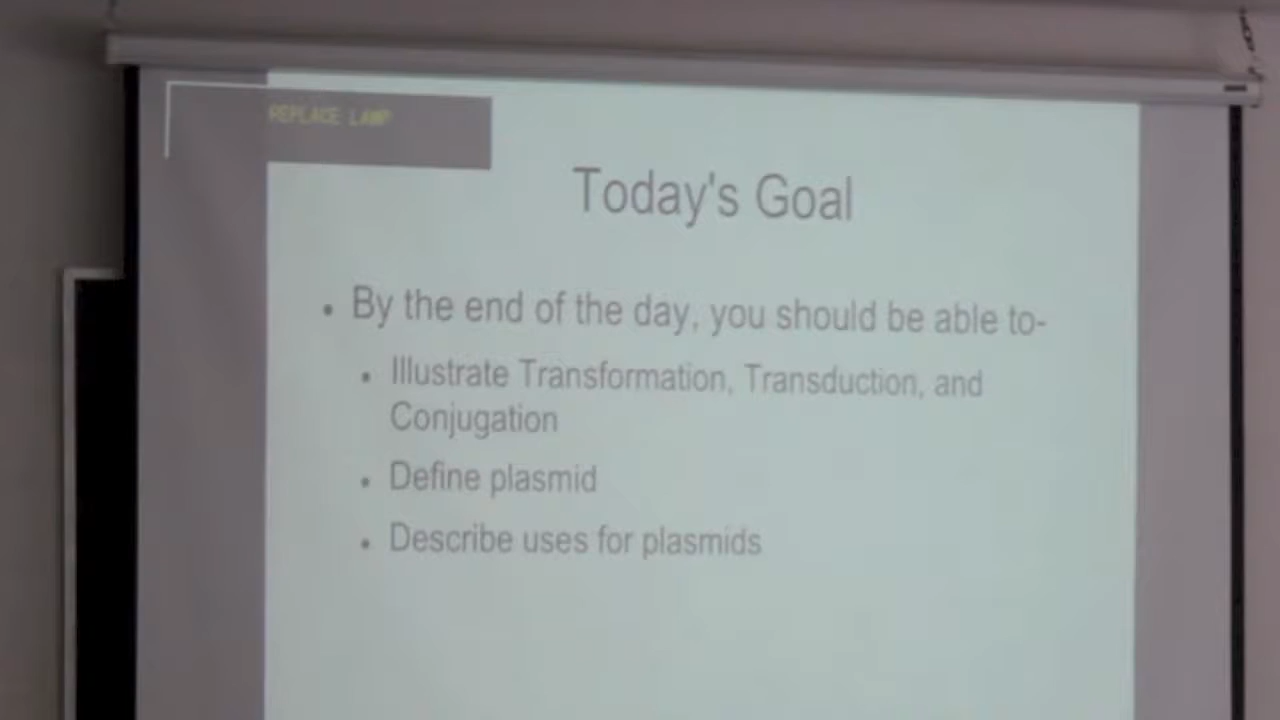 REPLACE LAMP
Today's Goal
• By the end of the day, you should be able to-
• Illustrate Transformation, Transduction, and
Conjugation
• Define plasmid
• Describe uses for plasmids